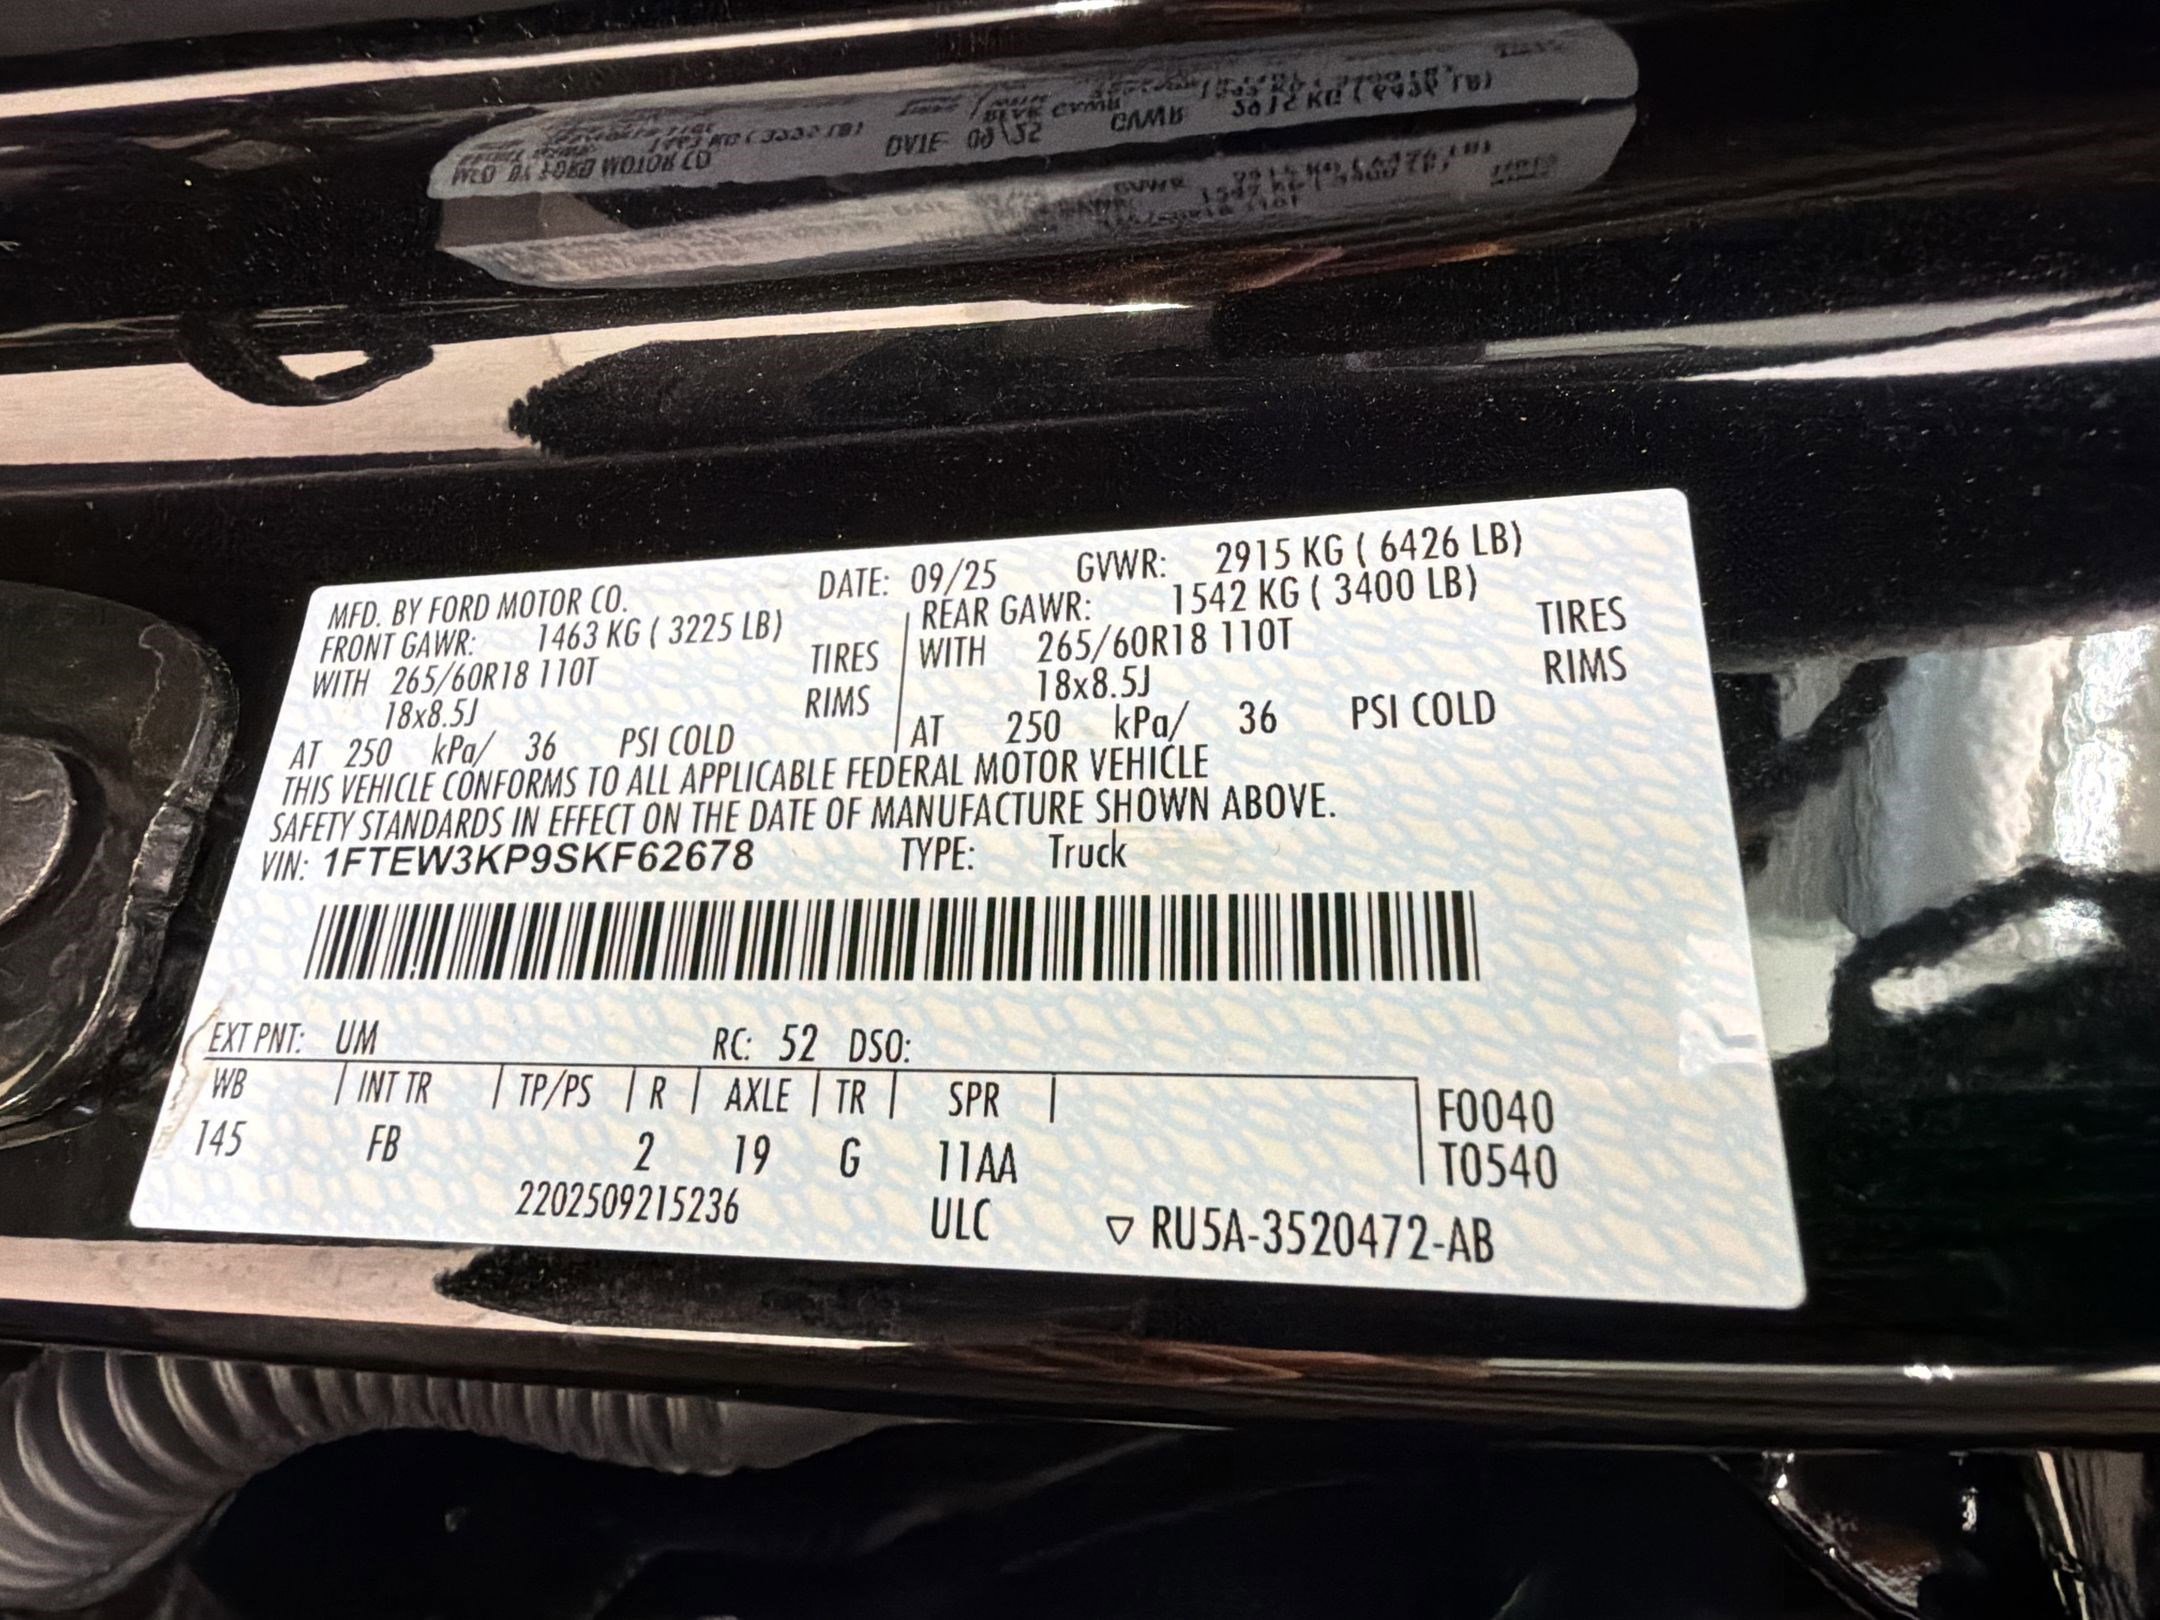 MFD. BY FORD MOTOR CO. DATE: 09/25 GVWR: 2915 KG ( 6426 LB)
FRONT GAWR: 1463 KG ( 3225 LB) REAR GAWR: 1542 KG ( 3400 LB)
WITH 265/60R18 110T TIRES WITH 265/60R18 110T TIRES
18x8.5J RIMS 18x8.5J RIMS
AT 250 kPa/ 36 PSI COLD AT 250 kPa/ 36 PSI COLD
THIS VEHICLE CONFORMS TO ALL APPLICABLE FEDERAL MOTOR VEHICLE
SAFETY STANDARDS IN EFFECT ON THE DATE OF MANUFACTURE SHOWN ABOVE.
VIN: 1FTEW3KP9SKF62678 TYPE: Truck
EXT PNT: UM RC: 52 DSO:
WB | INT TR | TP/PS | R | AXLE | TR | SPR | F0040
145 FB 2 19 G 11AA T0540
2202509215236 ULC ▽ RU5A-3520472-AB